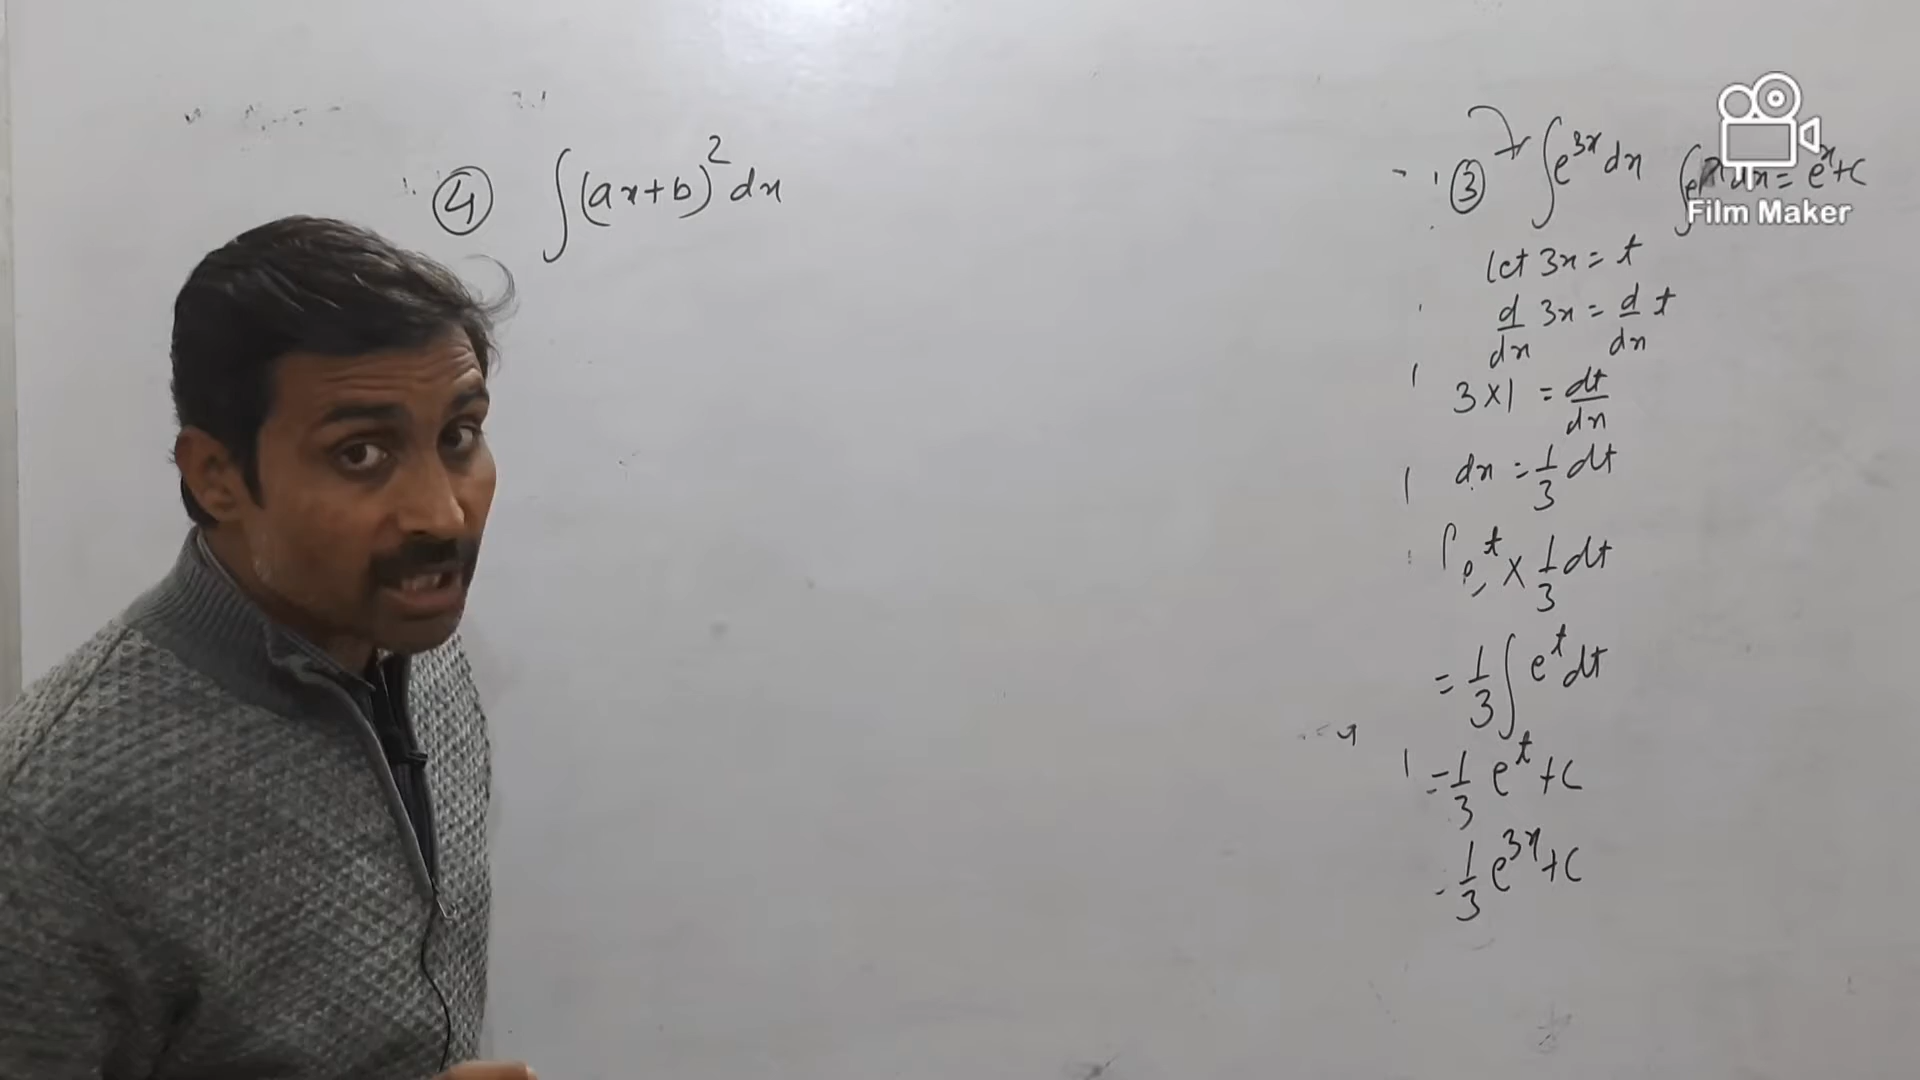 ④ ∫(ax+b)² dx
③ → ∫e³ˣ dx ∫eˣ dx = eˣ+c
Film Maker
let 3x = t
d/dx 3x = d/dx t
3×1 = dt/dx
dx = 1/3 dt
∫eᵗ × 1/3 dt
= 1/3 ∫eᵗ dt
= 1/3 eᵗ + c
= 1/3 e³ˣ + c